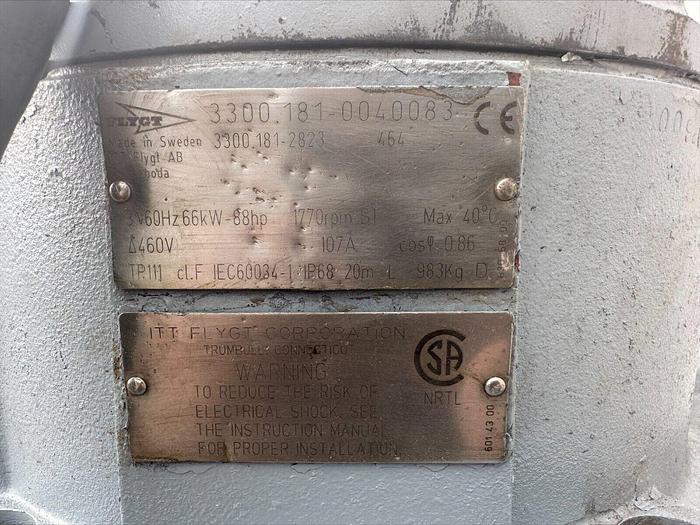 FLYGT 3300.181-0040083 CE
Made in Sweden 3300.181-2823 464
Flygt AB
60Hz 66kW-88hp 1770rpm S1 Max 40°C
Δ460V 107A cosφ 0.86
TP111 cl.F IEC60034-1 IP68 20m L 983Kg D
ITT FLYGT CORPORATION
TRUMBULL, CONNECTICUT
WARNING
TO REDUCE THE RISK OF
ELECTRICAL SHOCK, SEE
THE INSTRUCTION MANUAL
FOR PROPER INSTALLATION.
SA
NRTL
601 43 00